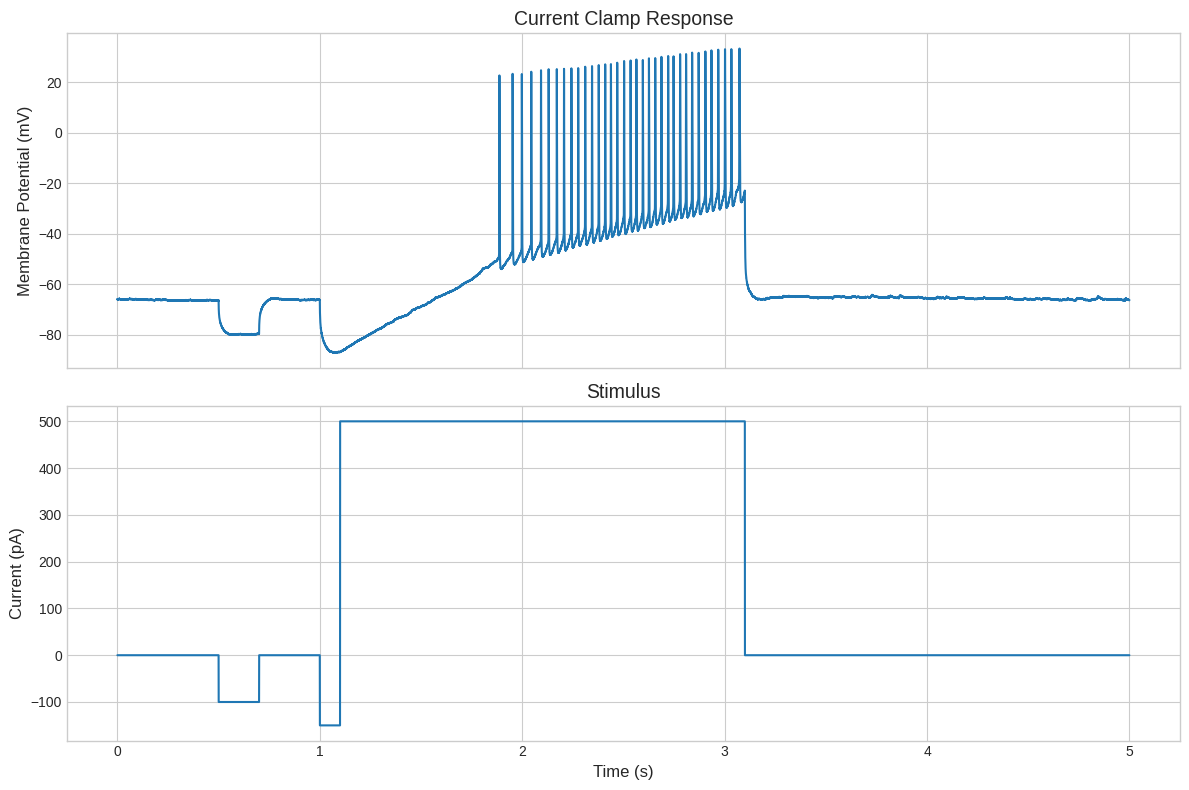 Current Clamp Response
Membrane Potential (mV)
20
0
−20
−40
−60
−80
Stimulus
Current (pA)
500
400
300
200
100
0
−100
0 1 2 3 4 5
Time (s)